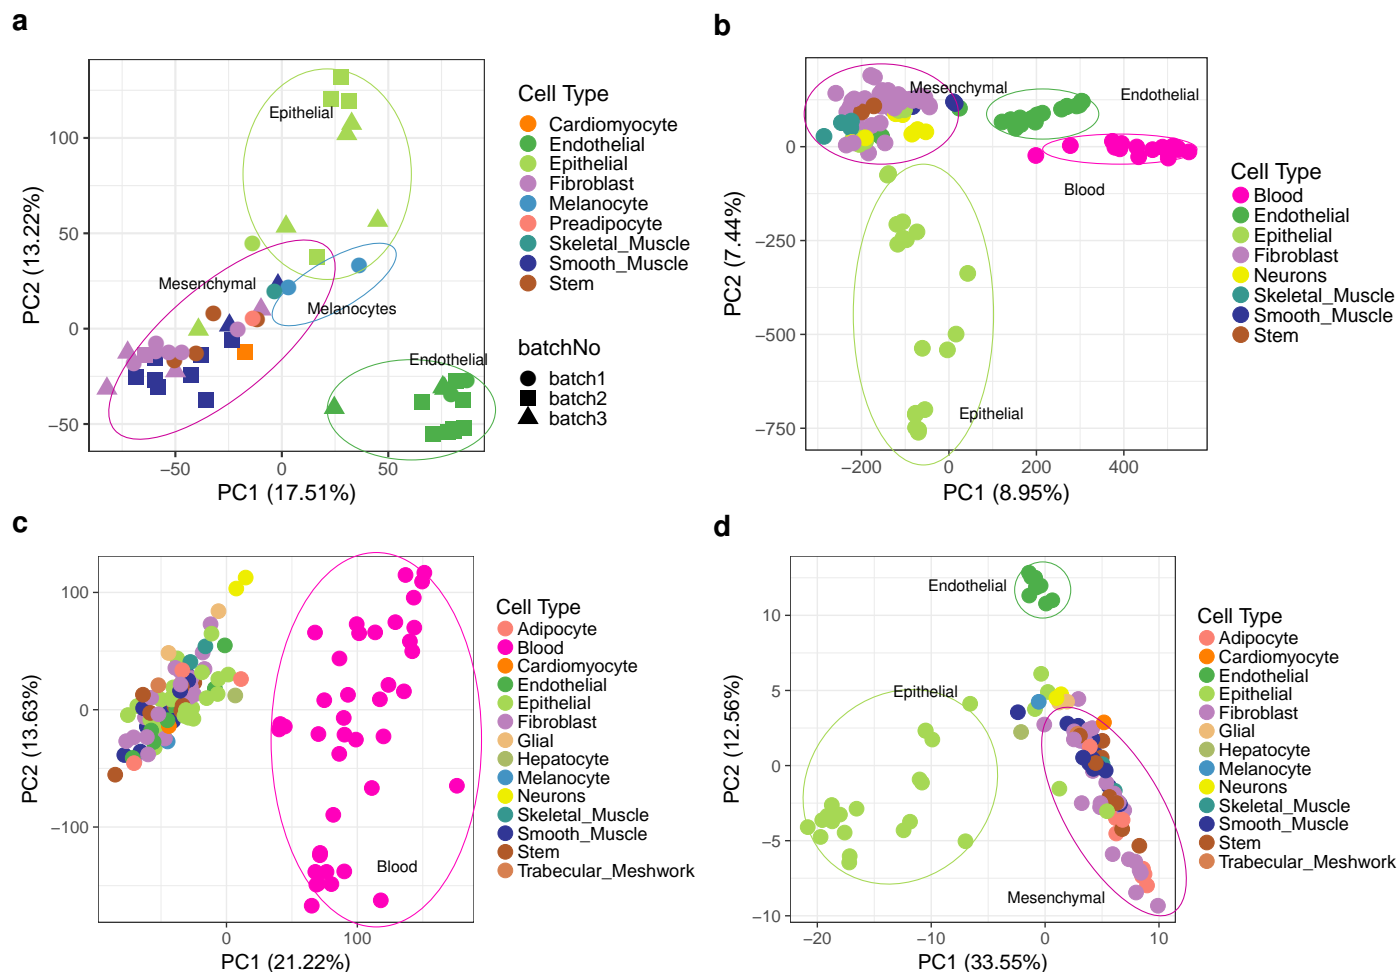 a
100
50
0
−50
−50
0
50
PC2 (13.22%)
PC1 (17.51%)
Epithelial
Mesenchymal
Melanocytes
Endothelial
Cell Type
Cardiomyocyte
Endothelial
Epithelial
Fibroblast
Melanocyte
Preadipocyte
Skeletal_Muscle
Smooth_Muscle
Stem
batchNo
batch1
batch2
batch3
b
0
−250
−500
−750
−200
0
200
400
PC2 (7.44%)
PC1 (8.95%)
Mesenchymal
Endothelial
Blood
Epithelial
Cell Type
Blood
Endothelial
Epithelial
Fibroblast
Neurons
Skeletal_Muscle
Smooth_Muscle
Stem
c
100
0
−100
0
100
PC2 (13.63%)
PC1 (21.22%)
Blood
Cell Type
Adipocyte
Blood
Cardiomyocyte
Endothelial
Epithelial
Fibroblast
Glial
Hepatocyte
Melanocyte
Neurons
Skeletal_Muscle
Smooth_Muscle
Stem
Trabecular_Meshwork
d
10
5
0
−5
−10
−20
−10
0
10
PC2 (12.56%)
PC1 (33.55%)
Endothelial
Epithelial
Mesenchymal
Cell Type
Adipocyte
Cardiomyocyte
Endothelial
Epithelial
Fibroblast
Glial
Hepatocyte
Melanocyte
Neurons
Skeletal_Muscle
Smooth_Muscle
Stem
Trabecular_Meshwork